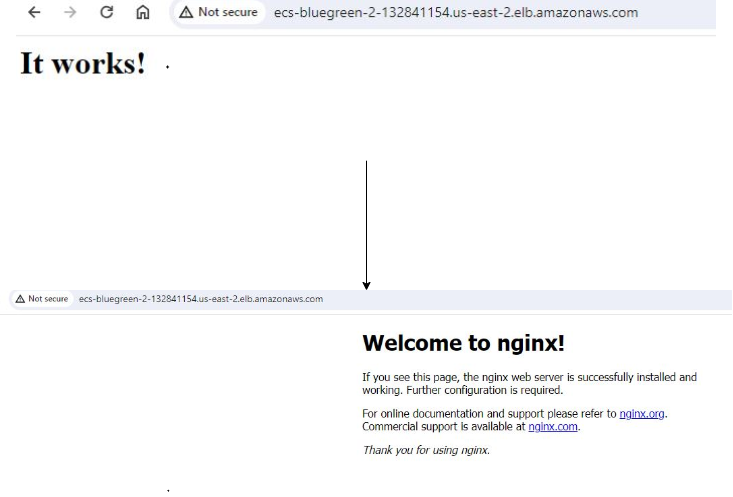 Not secure ecs-bluegreen-2-132841154.us-east-2.elb.amazonaws.com
It works!
Not secure ecs-bluegreen-2-132841154.us-east-2.elb.amazonaws.com
Welcome to nginx!
If you see this page, the nginx web server is successfully installed and
working. Further configuration is required.
For online documentation and support please refer to nginx.org.
Commercial support is available at nginx.com.
Thank you for using nginx.